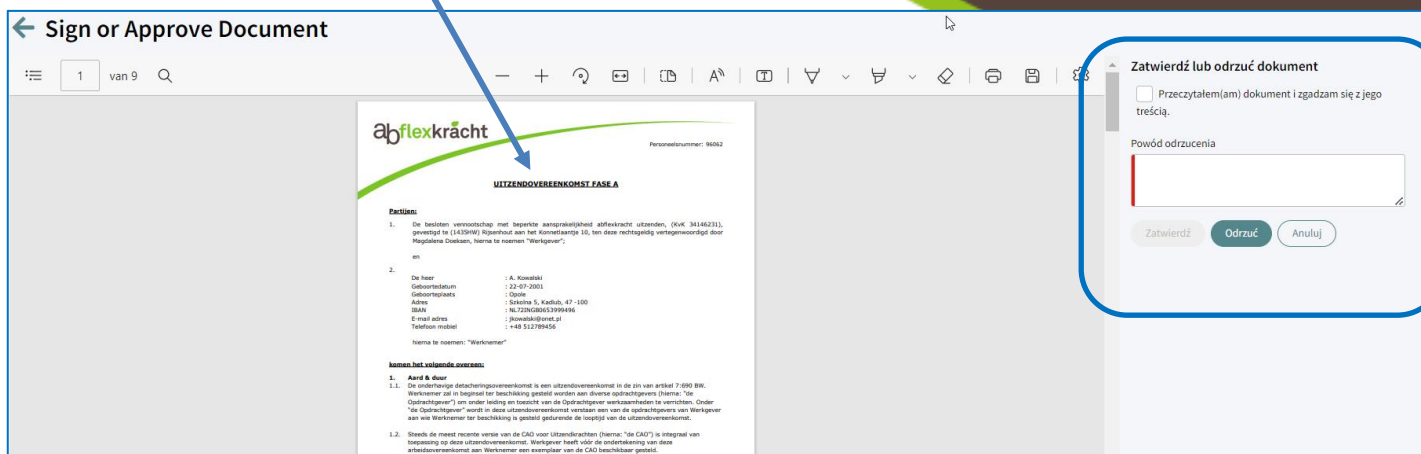 Sign or Approve Document
1 van 9
abflexkracht
Personeelsnummer: 96062
UITZENDOVEREENKOMST FASE A
Partijen:
1. De besloten vennootschap met beperkte aansprakelijkheid abflexkracht uitzenden, (KvK 34146231),
gevestigd te (1435HW) Rijsenhout aan het Konnetlaantje 10, ten deze rechtsgeldig vertegenwoordigd door
Magdalena Doeksen, hierna te noemen "Werkgever";
en
2.
De heer : A. Kowalski
Geboortedatum : 22-07-2001
Geboorteplaats : Opole
Adres : Szkolna 5, Kadlub, 47 -100
IBAN : NL72INGB0653999496
E-mail adres : jkowalski@onet.pl
Telefoon mobiel : +48 512789456
hierna te noemen: "Werknemer"
komen het volgende overeen:
1. Aard & duur
1.1. De onderhavige detacheringsovereenkomst is een uitzendovereenkomst in de zin van artikel 7:690 BW.
Werknemer zal in beginsel ter beschikking gesteld worden aan diverse opdrachtgevers (hierna: "de
Opdrachtgever") om onder leiding en toezicht van de Opdrachtgever werkzaamheden te verrichten. Onder
"de Opdrachtgever" wordt in deze uitzendovereenkomst verstaan een van de opdrachtgevers van Werkgever
aan wie Werknemer ter beschikking is gesteld gedurende de looptijd van de uitzendovereenkomst.
1.2. Steeds de meest recente versie van de CAO voor Uitzendkrachten (hierna: "de CAO") is integraal van
toepassing op deze uitzendovereenkomst. Werkgever heeft vóór de ondertekening van deze
arbeidsovereenkomst aan Werknemer een exemplaar van de CAO beschikbaar gesteld.
Zatwierdź lub odrzuć dokument
Przeczytałem(am) dokument i zgadzam się z jego
treścią.
Powód odrzucenia
Zatwierdź Odrzuć Anuluj